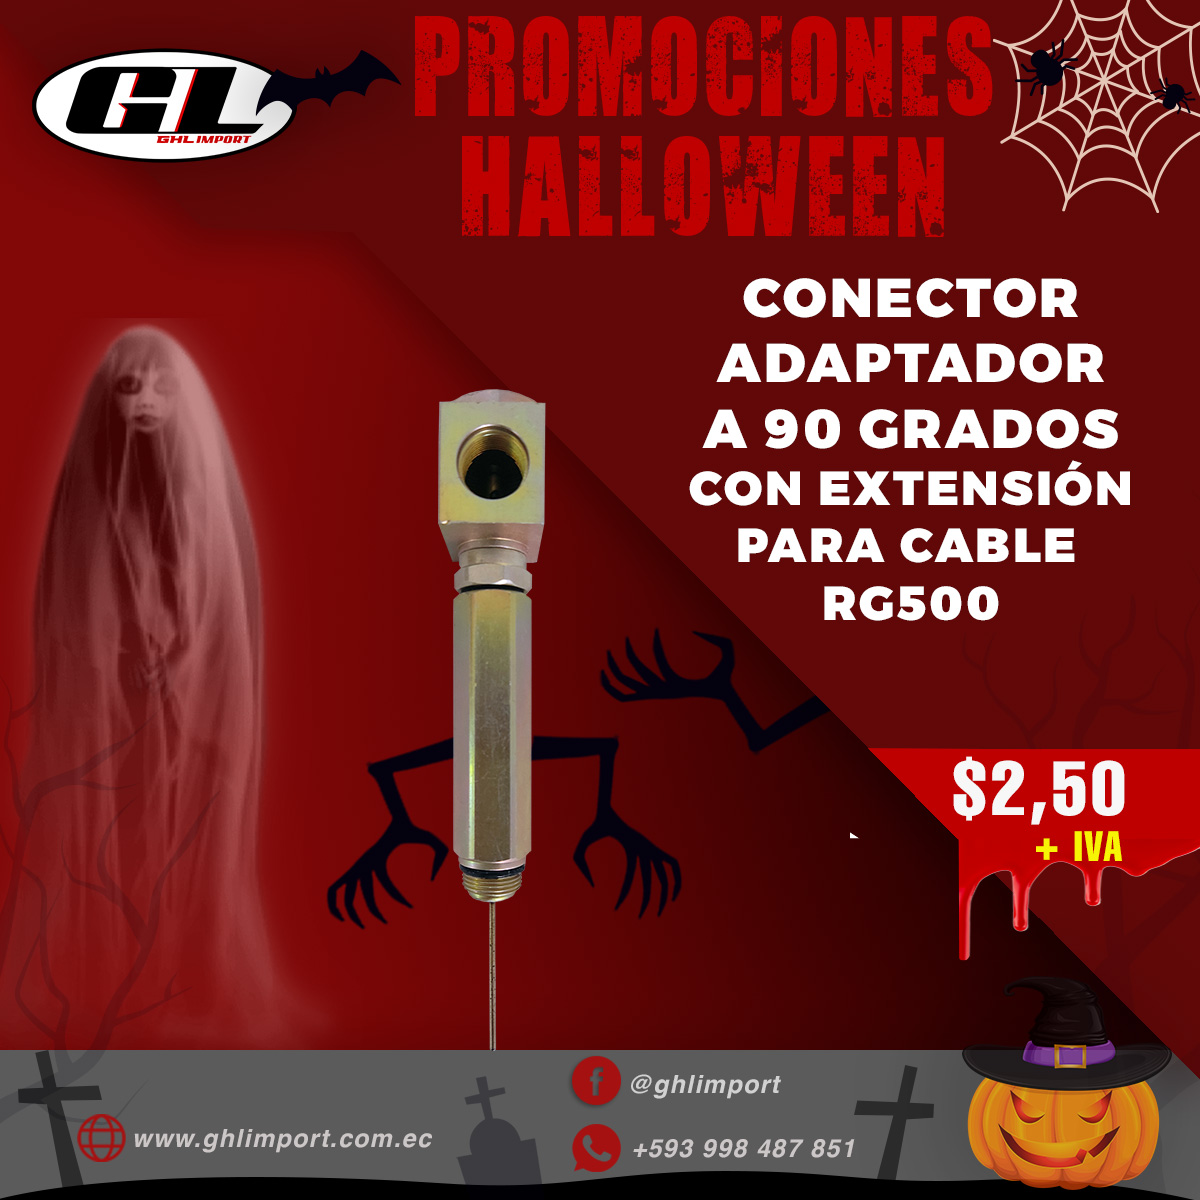 GHL
GHL IMPORT
PROMOCIONES
HALLOWEEN
CONECTOR
ADAPTADOR
A 90 GRADOS
CON EXTENSIÓN
PARA CABLE
RG500
$2,50
+ IVA
@ghlimport
www.ghlimport.com.ec
+593 998 487 851